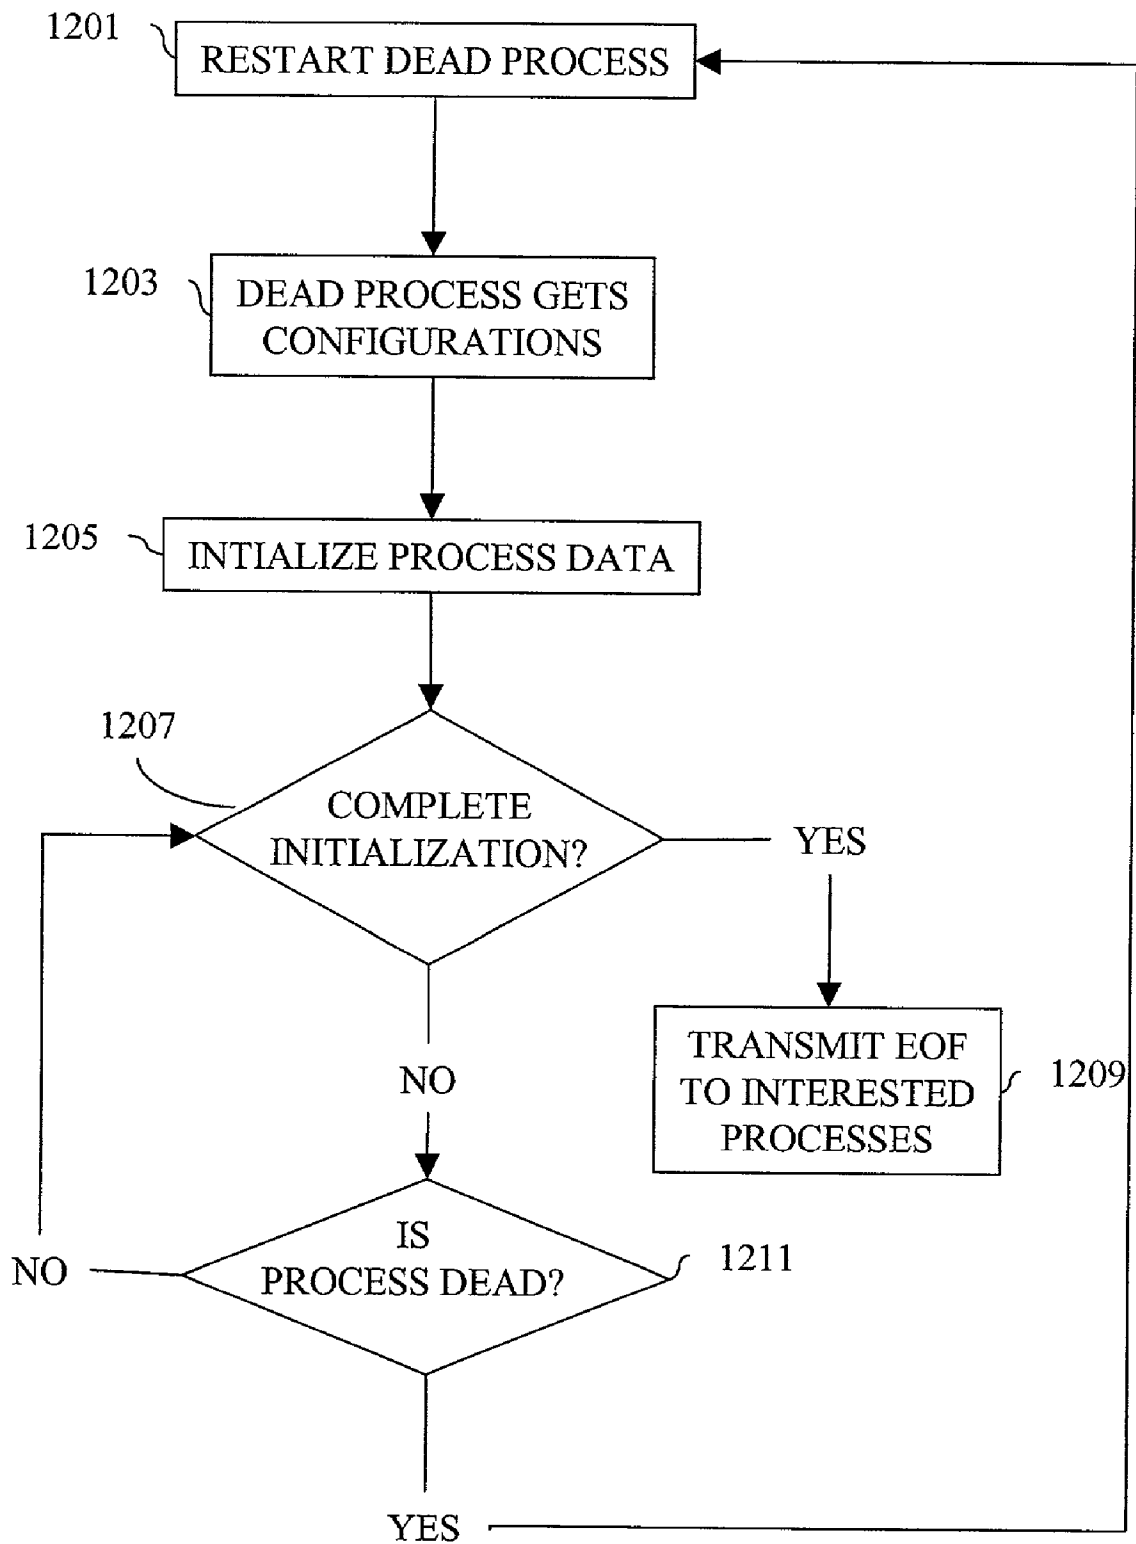 1201
RESTART DEAD PROCESS
1203
DEAD PROCESS GETS
CONFIGURATIONS
1205
INTIALIZE PROCESS DATA
1207
COMPLETE
INITIALIZATION?
YES
NO
TRANSMIT EOF
TO INTERESTED
PROCESSES
1209
IS
PROCESS DEAD?
1211
NO
YES